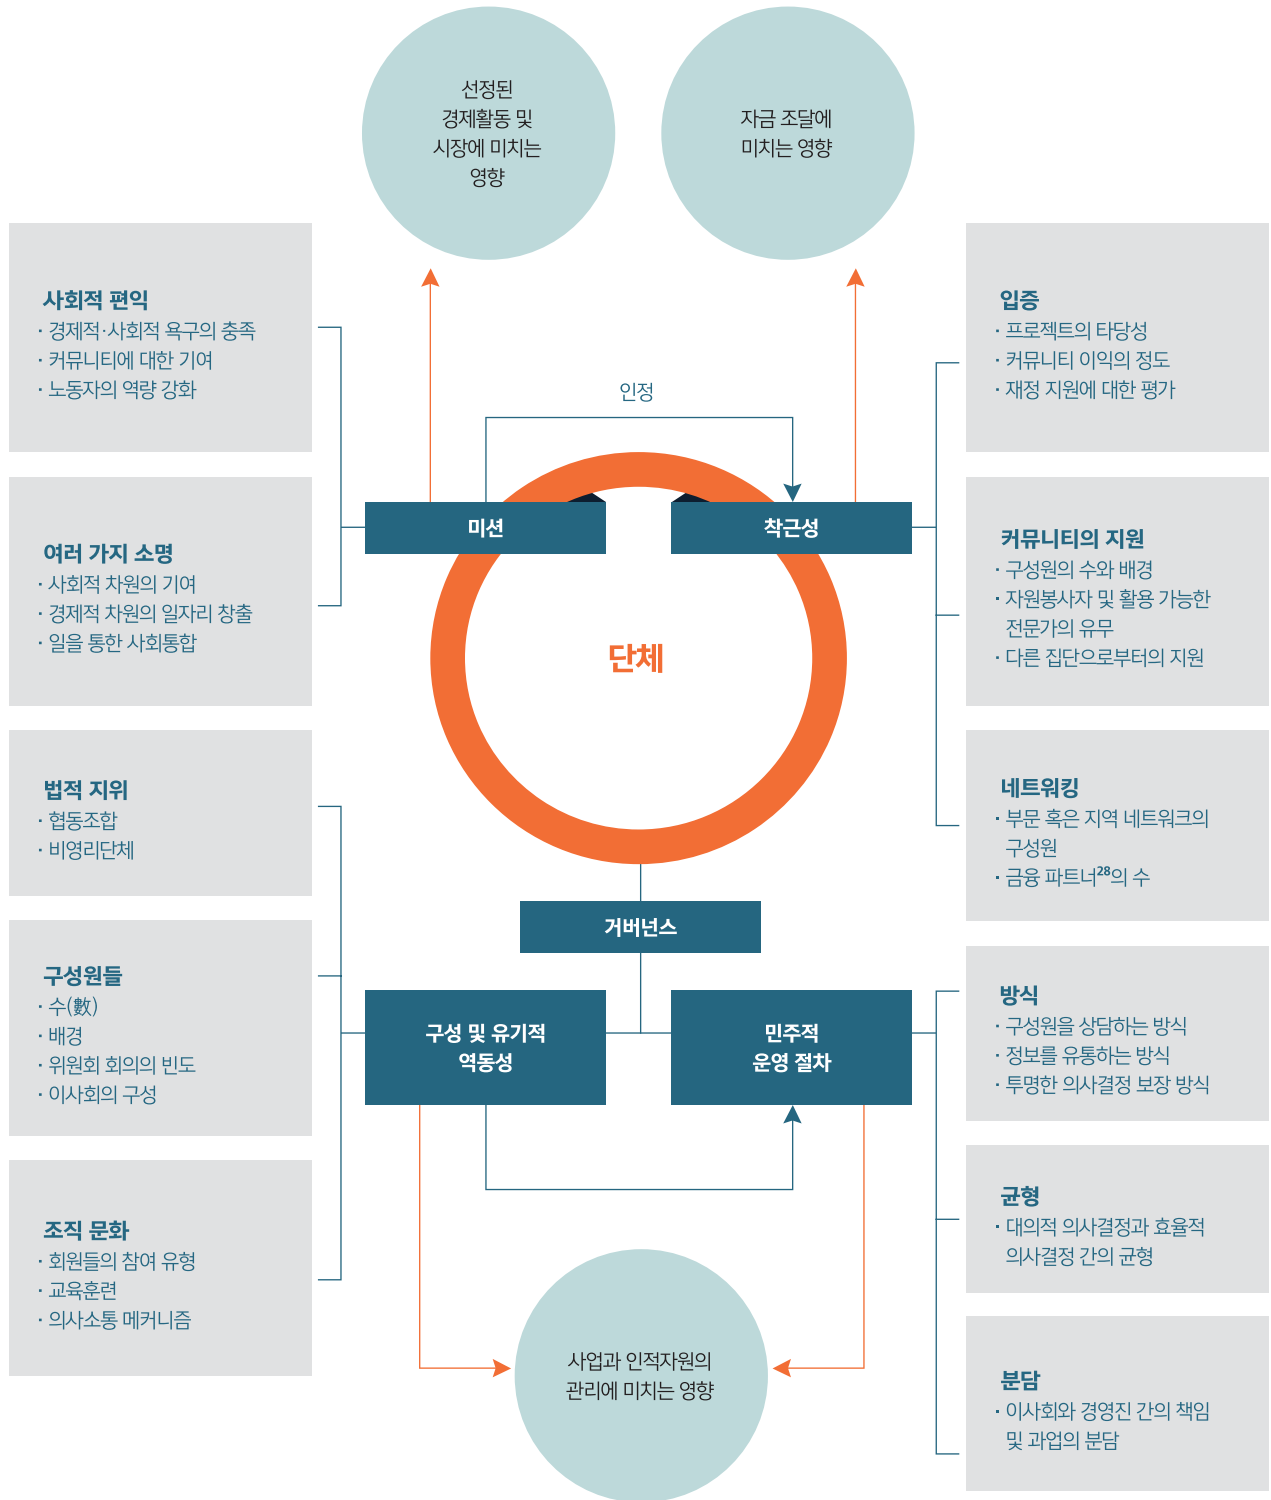 선정된
경제활동 및
시장에 미치는
영향
자금 조달에
미치는 영향
사회적 편익
· 경제적·사회적 욕구의 충족
· 커뮤니티에 대한 기여
· 노동자의 역량 강화
입증
· 프로젝트의 타당성
· 커뮤니티 이익의 정도
· 재정 지원에 대한 평가
인정
미션
착근성
여러 가지 소명
· 사회적 차원의 기여
· 경제적 차원의 일자리 창출
· 일을 통한 사회통합
커뮤니티의 지원
· 구성원의 수와 배경
· 자원봉사자 및 활용 가능한
전문가의 유무
· 다른 집단으로부터의 지원
단체
법적 지위
· 협동조합
· 비영리단체
네트워킹
· 부문 혹은 지역 네트워크의
구성원
· 금융 파트너28의 수
거버넌스
구성원들
· 수(數)
· 배경
· 위원회 회의의 빈도
· 이사회의 구성
구성 및 유기적
역동성
민주적
운영 절차
방식
· 구성원을 상담하는 방식
· 정보를 유통하는 방식
· 투명한 의사결정 보장 방식
조직 문화
· 회원들의 참여 유형
· 교육훈련
· 의사소통 메커니즘
균형
· 대의적 의사결정과 효율적
의사결정 간의 균형
사업과 인적자원의
관리에 미치는 영향
분담
· 이사회와 경영진 간의 책임
및 과업의 분담